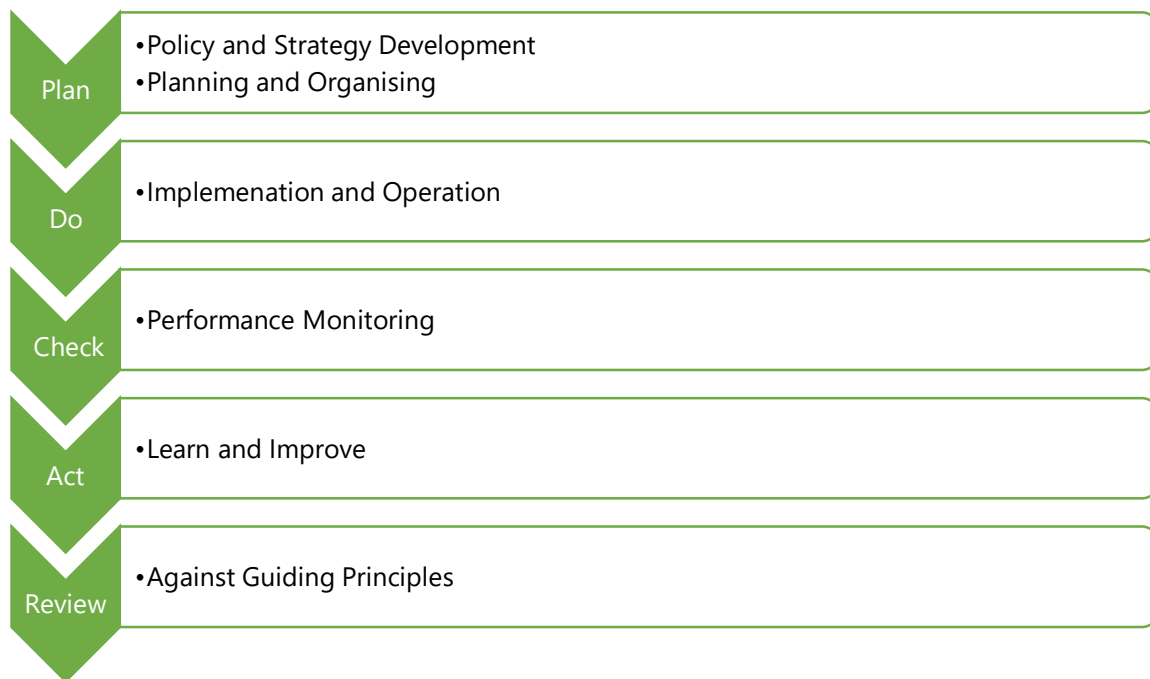 Plan
•Policy and Strategy Development
•Planning and Organising
Do
•Implemenation and Operation
Check
•Performance Monitoring
Act
•Learn and Improve
Review
•Against Guiding Principles